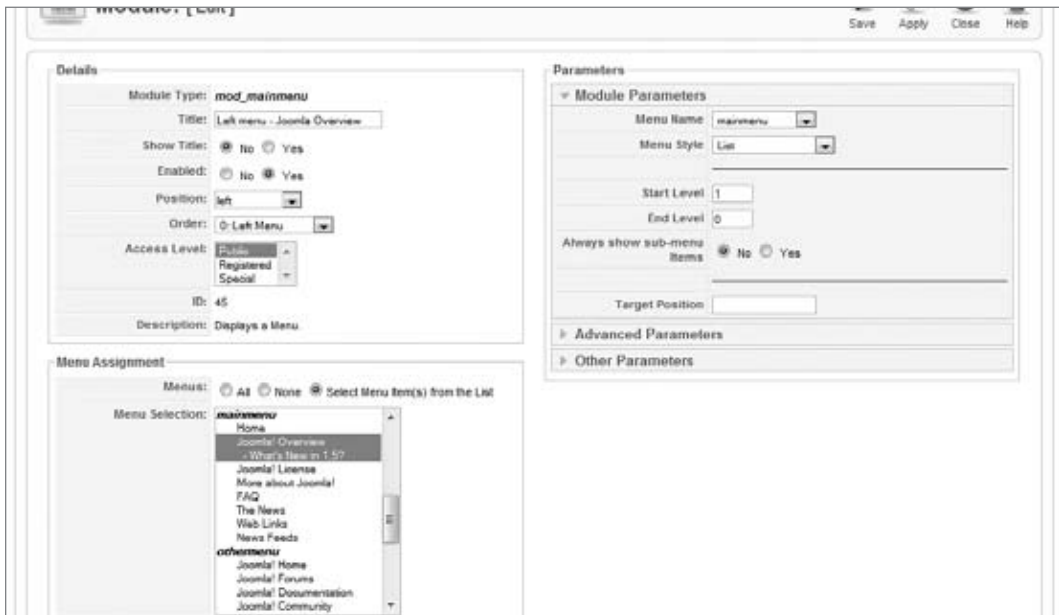 Module: [Edit]
Save Apply Close Help
Details
Module Type: mod_mainmenu
Title: Left menu - Joomla Overview
Show Title: No Yes
Enabled: No Yes
Position: left
Order: 0: Left Menu
Access Level: Public
Registered
Special
ID: 45
Description: Displays a Menu.
Menu Assignment
Menus: All None Select Menu Item(s) from the List
Menu Selection: mainmenu
Home
Joomla! Overview
- What's New in 1.5?
Joomla! License
More about Joomla!
FAQ
The News
Web Links
News Feeds
othermenu
Joomla! Home
Joomla! Forums
Joomla! Documentation
Joomla! Community
Parameters
Module Parameters
Menu Name mainmenu
Menu Style List
Start Level 1
End Level 0
Always show sub-menu
Items No Yes
Target Position
Advanced Parameters
Other Parameters